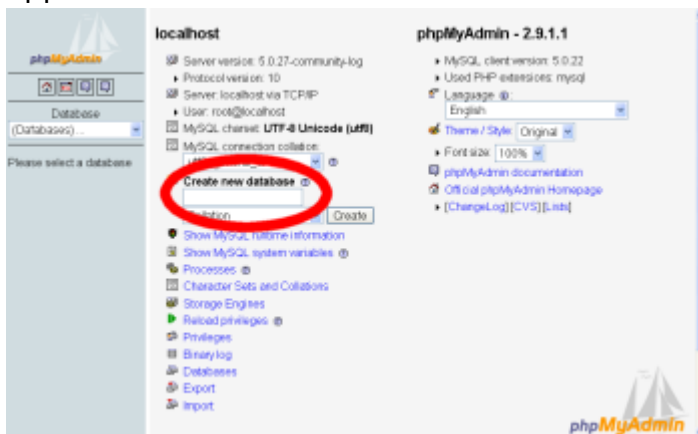 phpMyAdmin
Database
(Databases)...
Please select a database
localhost
Server version: 5.0.27-community-log
Protocol version: 10
Server: localhost via TCP/IP
User: root@localhost
MySQL charset: UTF-8 Unicode (utf8)
MySQL connection collation:
Create new database
Create
Show MySQL runtime information
Show MySQL system variables
Processes
Character Sets and Collations
Storage Engines
Reload privileges
Privileges
Binary log
Databases
Export
Import
phpMyAdmin - 2.9.1.1
MySQL client version: 5.0.22
Used PHP extensions: mysql
Language :
English
Theme / Style: Original
Font size: 100%
phpMyAdmin documentation
Official phpMyAdmin Homepage
[ChangeLog] [CVS] [Lists]
phpMyAdmin